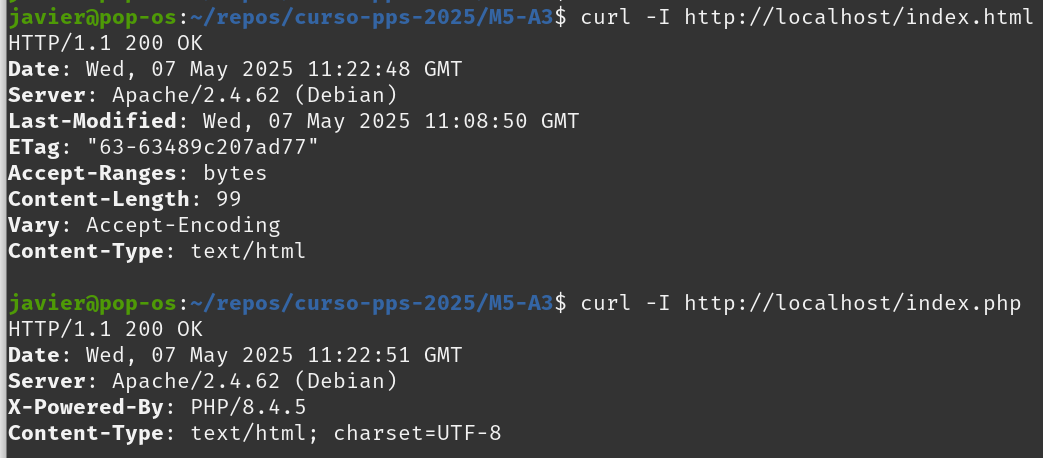 javier@pop-os:~/repos/curso-pps-2025/M5-A3$ curl -I http://localhost/index.html
HTTP/1.1 200 OK
Date: Wed, 07 May 2025 11:22:48 GMT
Server: Apache/2.4.62 (Debian)
Last-Modified: Wed, 07 May 2025 11:08:50 GMT
ETag: "63-63489c207ad77"
Accept-Ranges: bytes
Content-Length: 99
Vary: Accept-Encoding
Content-Type: text/html
javier@pop-os:~/repos/curso-pps-2025/M5-A3$ curl -I http://localhost/index.php
HTTP/1.1 200 OK
Date: Wed, 07 May 2025 11:22:51 GMT
Server: Apache/2.4.62 (Debian)
X-Powered-By: PHP/8.4.5
Content-Type: text/html; charset=UTF-8